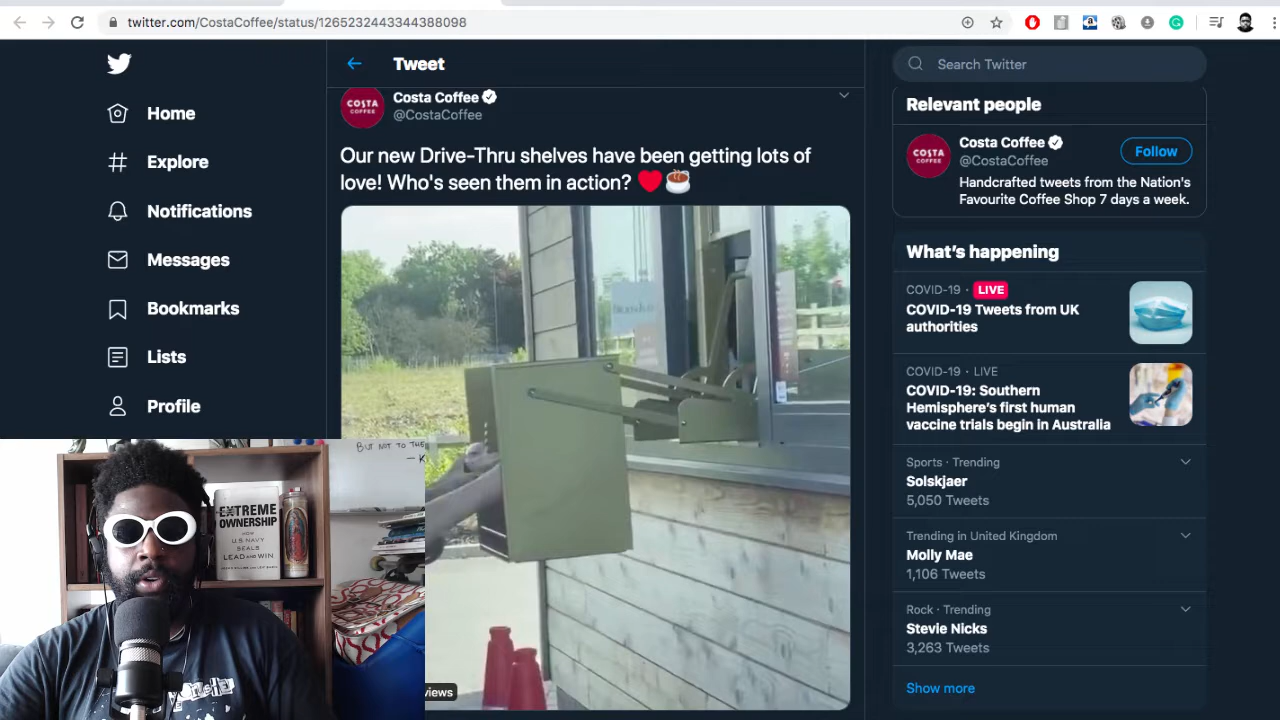 twitter.com/CostaCoffee/status/1265232443344388098
Home
Explore
Notifications
Messages
Bookmarks
Lists
Profile
Tweet
COSTA
COFFEE
Costa Coffee
@CostaCoffee
Our new Drive-Thru shelves have been getting lots of
love! Who's seen them in action? ❤️☕
views
BUT NOT TO THE
EXTREME
OWNERSHIP
HOW
U.S. NAVY
SEALS
LEAD AND WIN
Search Twitter
Relevant people
COSTA
COFFEE
Costa Coffee
@CostaCoffee
Follow
Handcrafted tweets from the Nation's
Favourite Coffee Shop 7 days a week.
What's happening
COVID-19 · LIVE
COVID-19 Tweets from UK
authorities
COVID-19 · LIVE
COVID-19: Southern
Hemisphere's first human
vaccine trials begin in Australia
Sports · Trending
Solskjaer
5,050 Tweets
Trending in United Kingdom
Molly Mae
1,106 Tweets
Rock · Trending
Stevie Nicks
3,263 Tweets
Show more